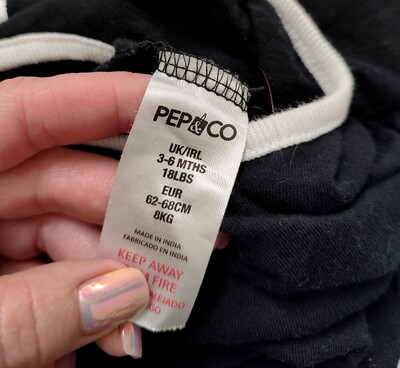 PEP&CO
UK/IRL
3-6 MTHS
18LBS
EUR
62-68CM
8KG
MADE IN INDIA
FABRICADO EN INDIA
KEEP AWAY
FIRE